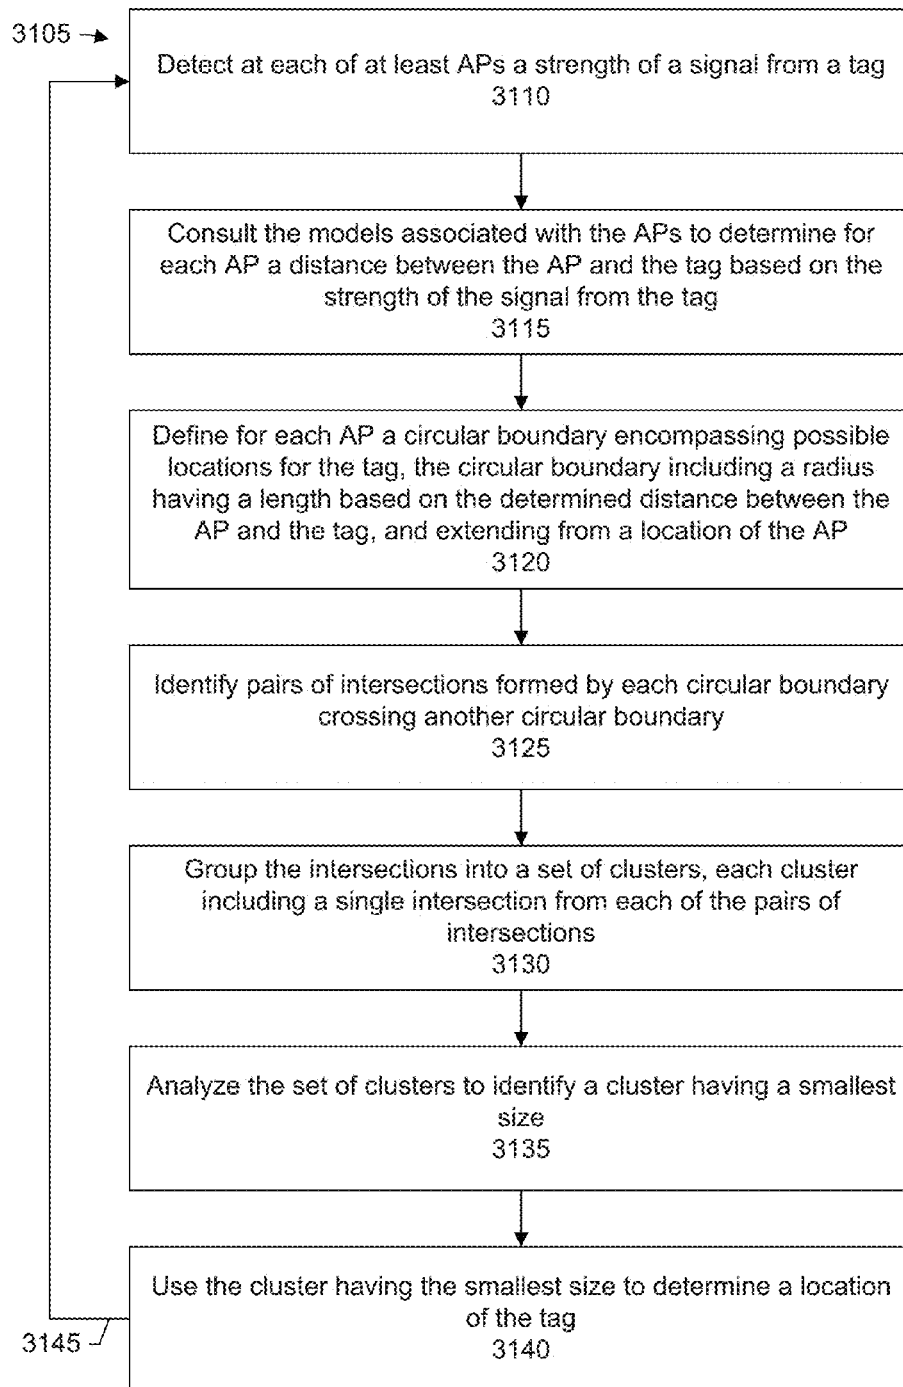 3105
Detect at each of at least APs a strength of a signal from a tag
3110
Consult the models associated with the APs to determine for
each AP a distance between the AP and the tag based on the
strength of the signal from the tag
3115
Define for each AP a circular boundary encompassing possible
locations for the tag, the circular boundary including a radius
having a length based on the determined distance between the
AP and the tag, and extending from a location of the AP
3120
Identify pairs of intersections formed by each circular boundary
crossing another circular boundary
3125
Group the intersections into a set of clusters, each cluster
including a single intersection from each of the pairs of
intersections
3130
Analyze the set of clusters to identify a cluster having a smallest
size
3135
Use the cluster having the smallest size to determine a location
of the tag
3140
3145